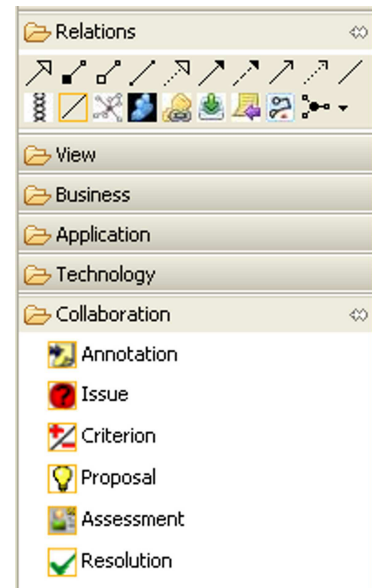 Relations
View
Business
Application
Technology
Collaboration
Annotation
Issue
Criterion
Proposal
Assessment
Resolution